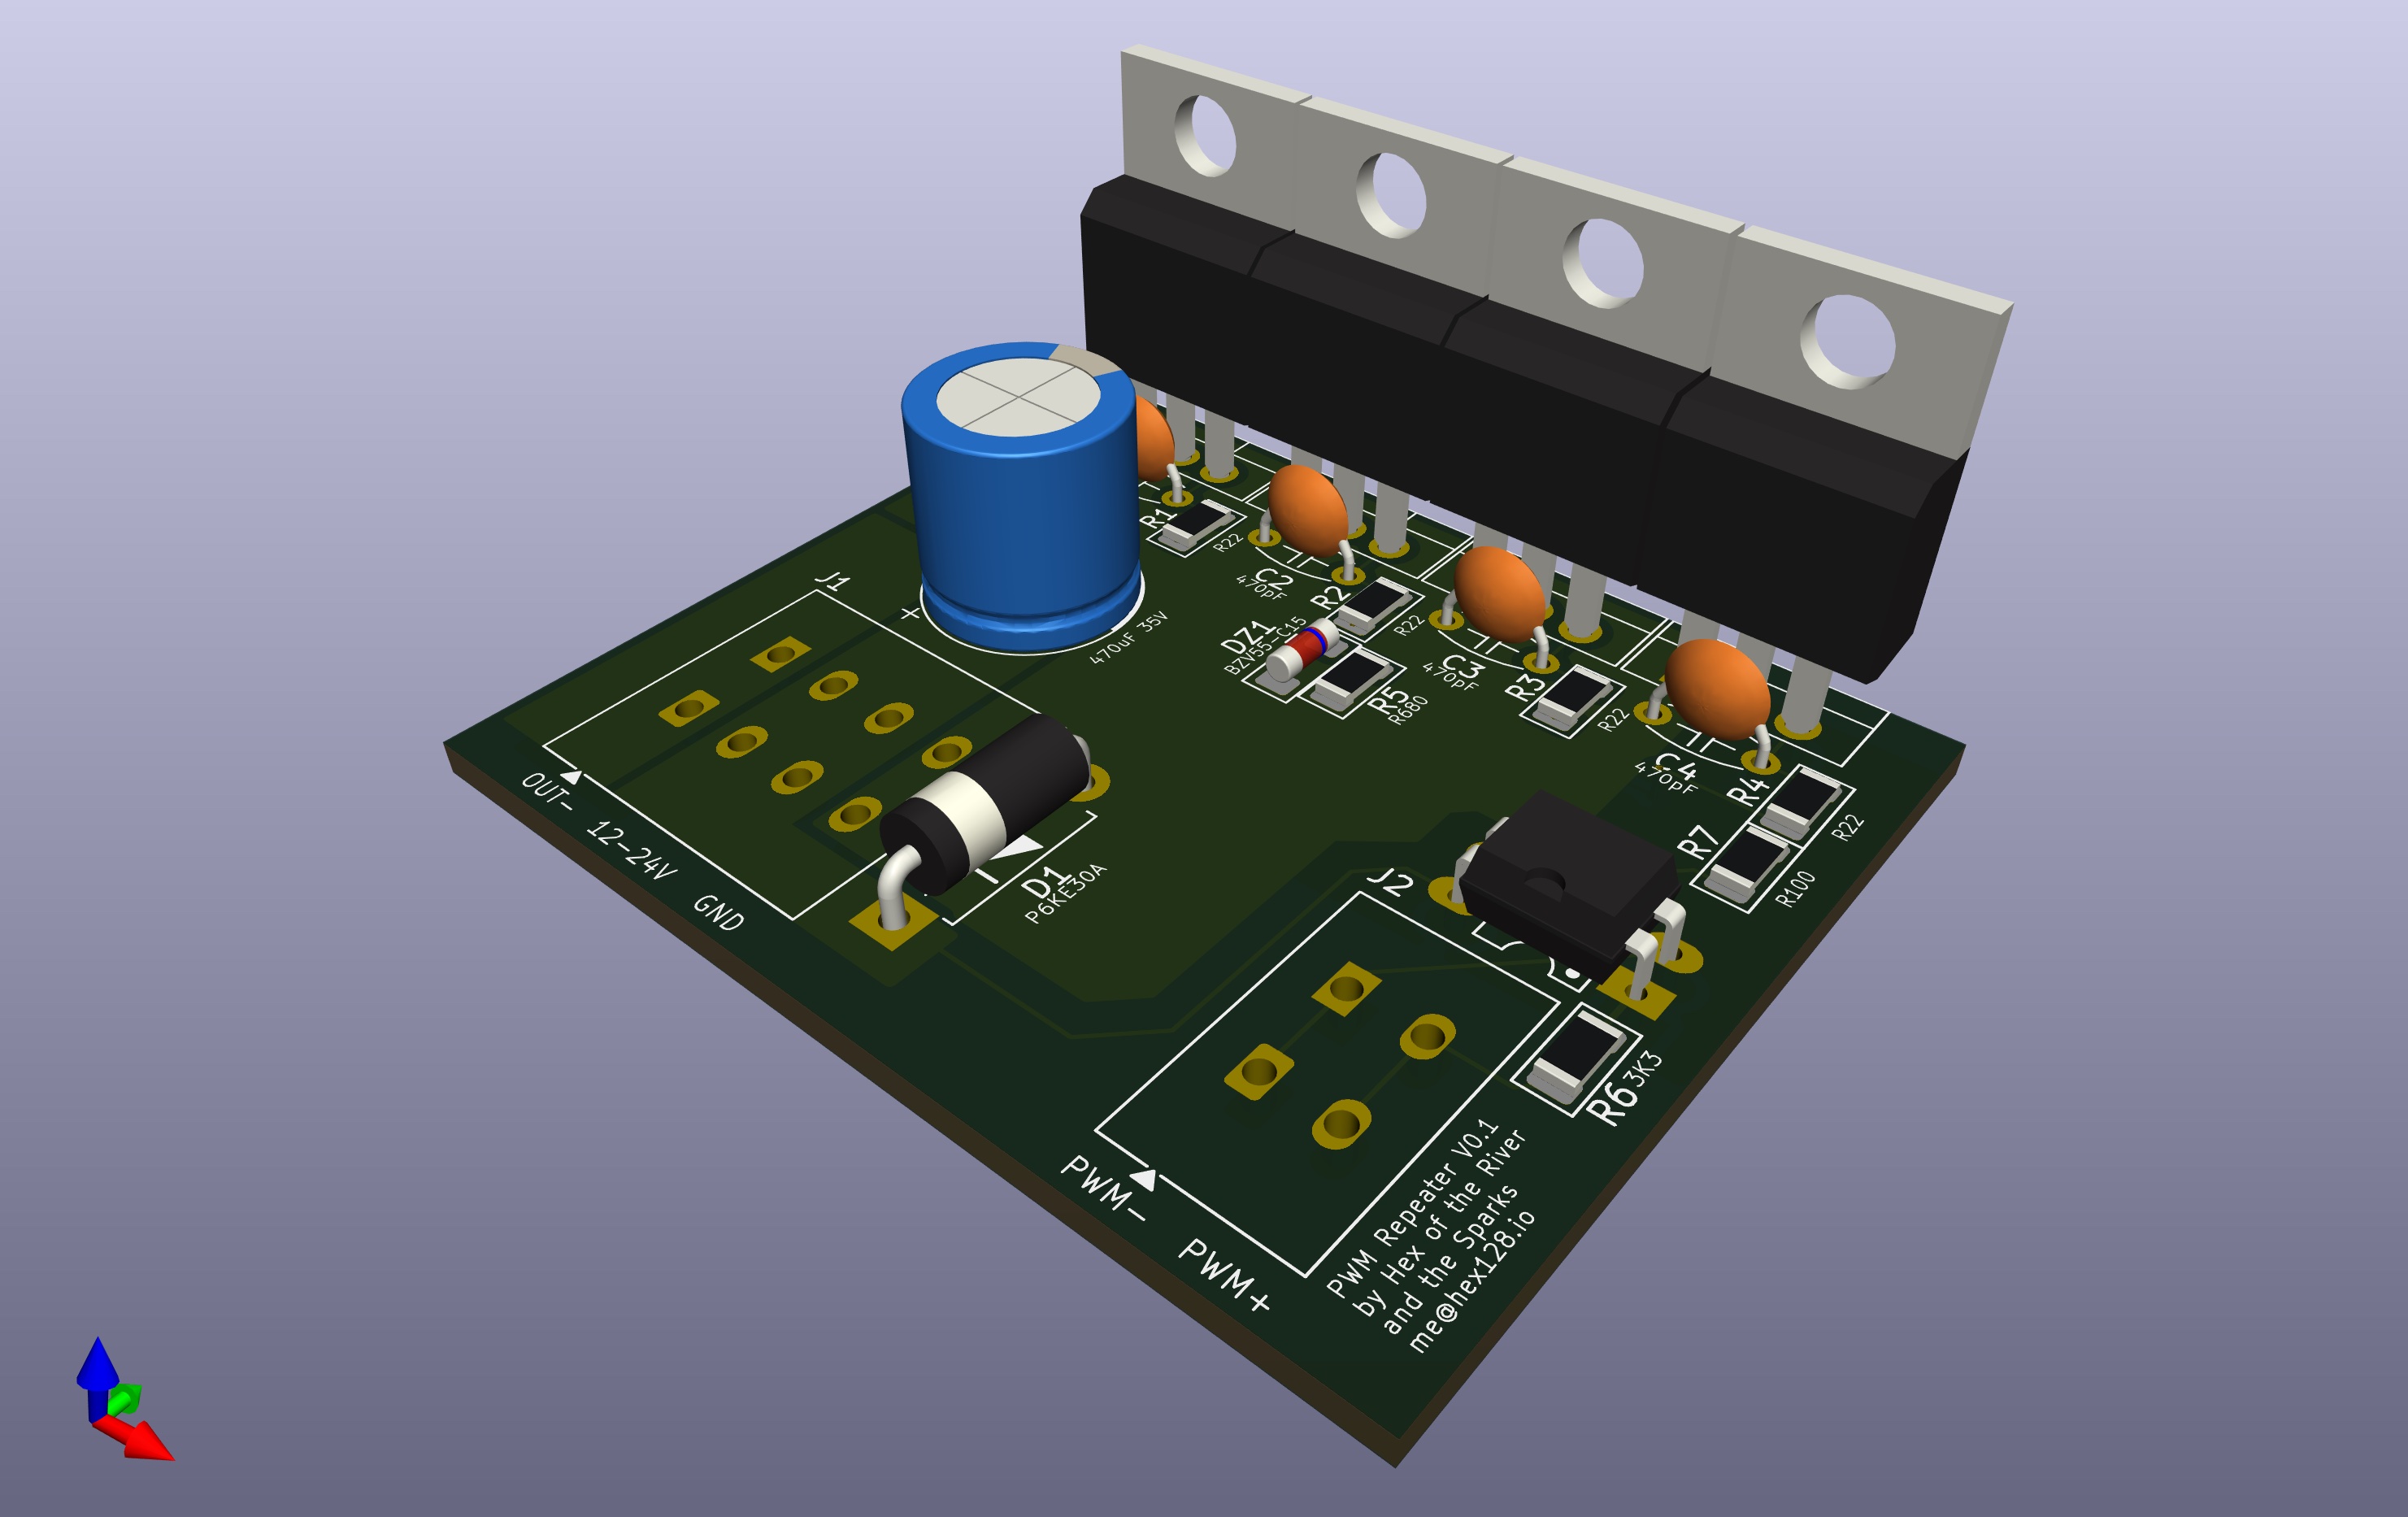 R1
R22
C2
470pF
R2
R22
J1
+
470uF 35V
DZ1
BZV55-C15
R5
R680
C3
470pF
R3
R22
C4
470pF
R4
R22
R7
R100
OUT- 12-24V GND
D1
P6KE30A
J2
R6
3K3
PWM- PWM+
PWM Repeater V0.1
by Hex of the River
and the Sparks
me@hex128.io